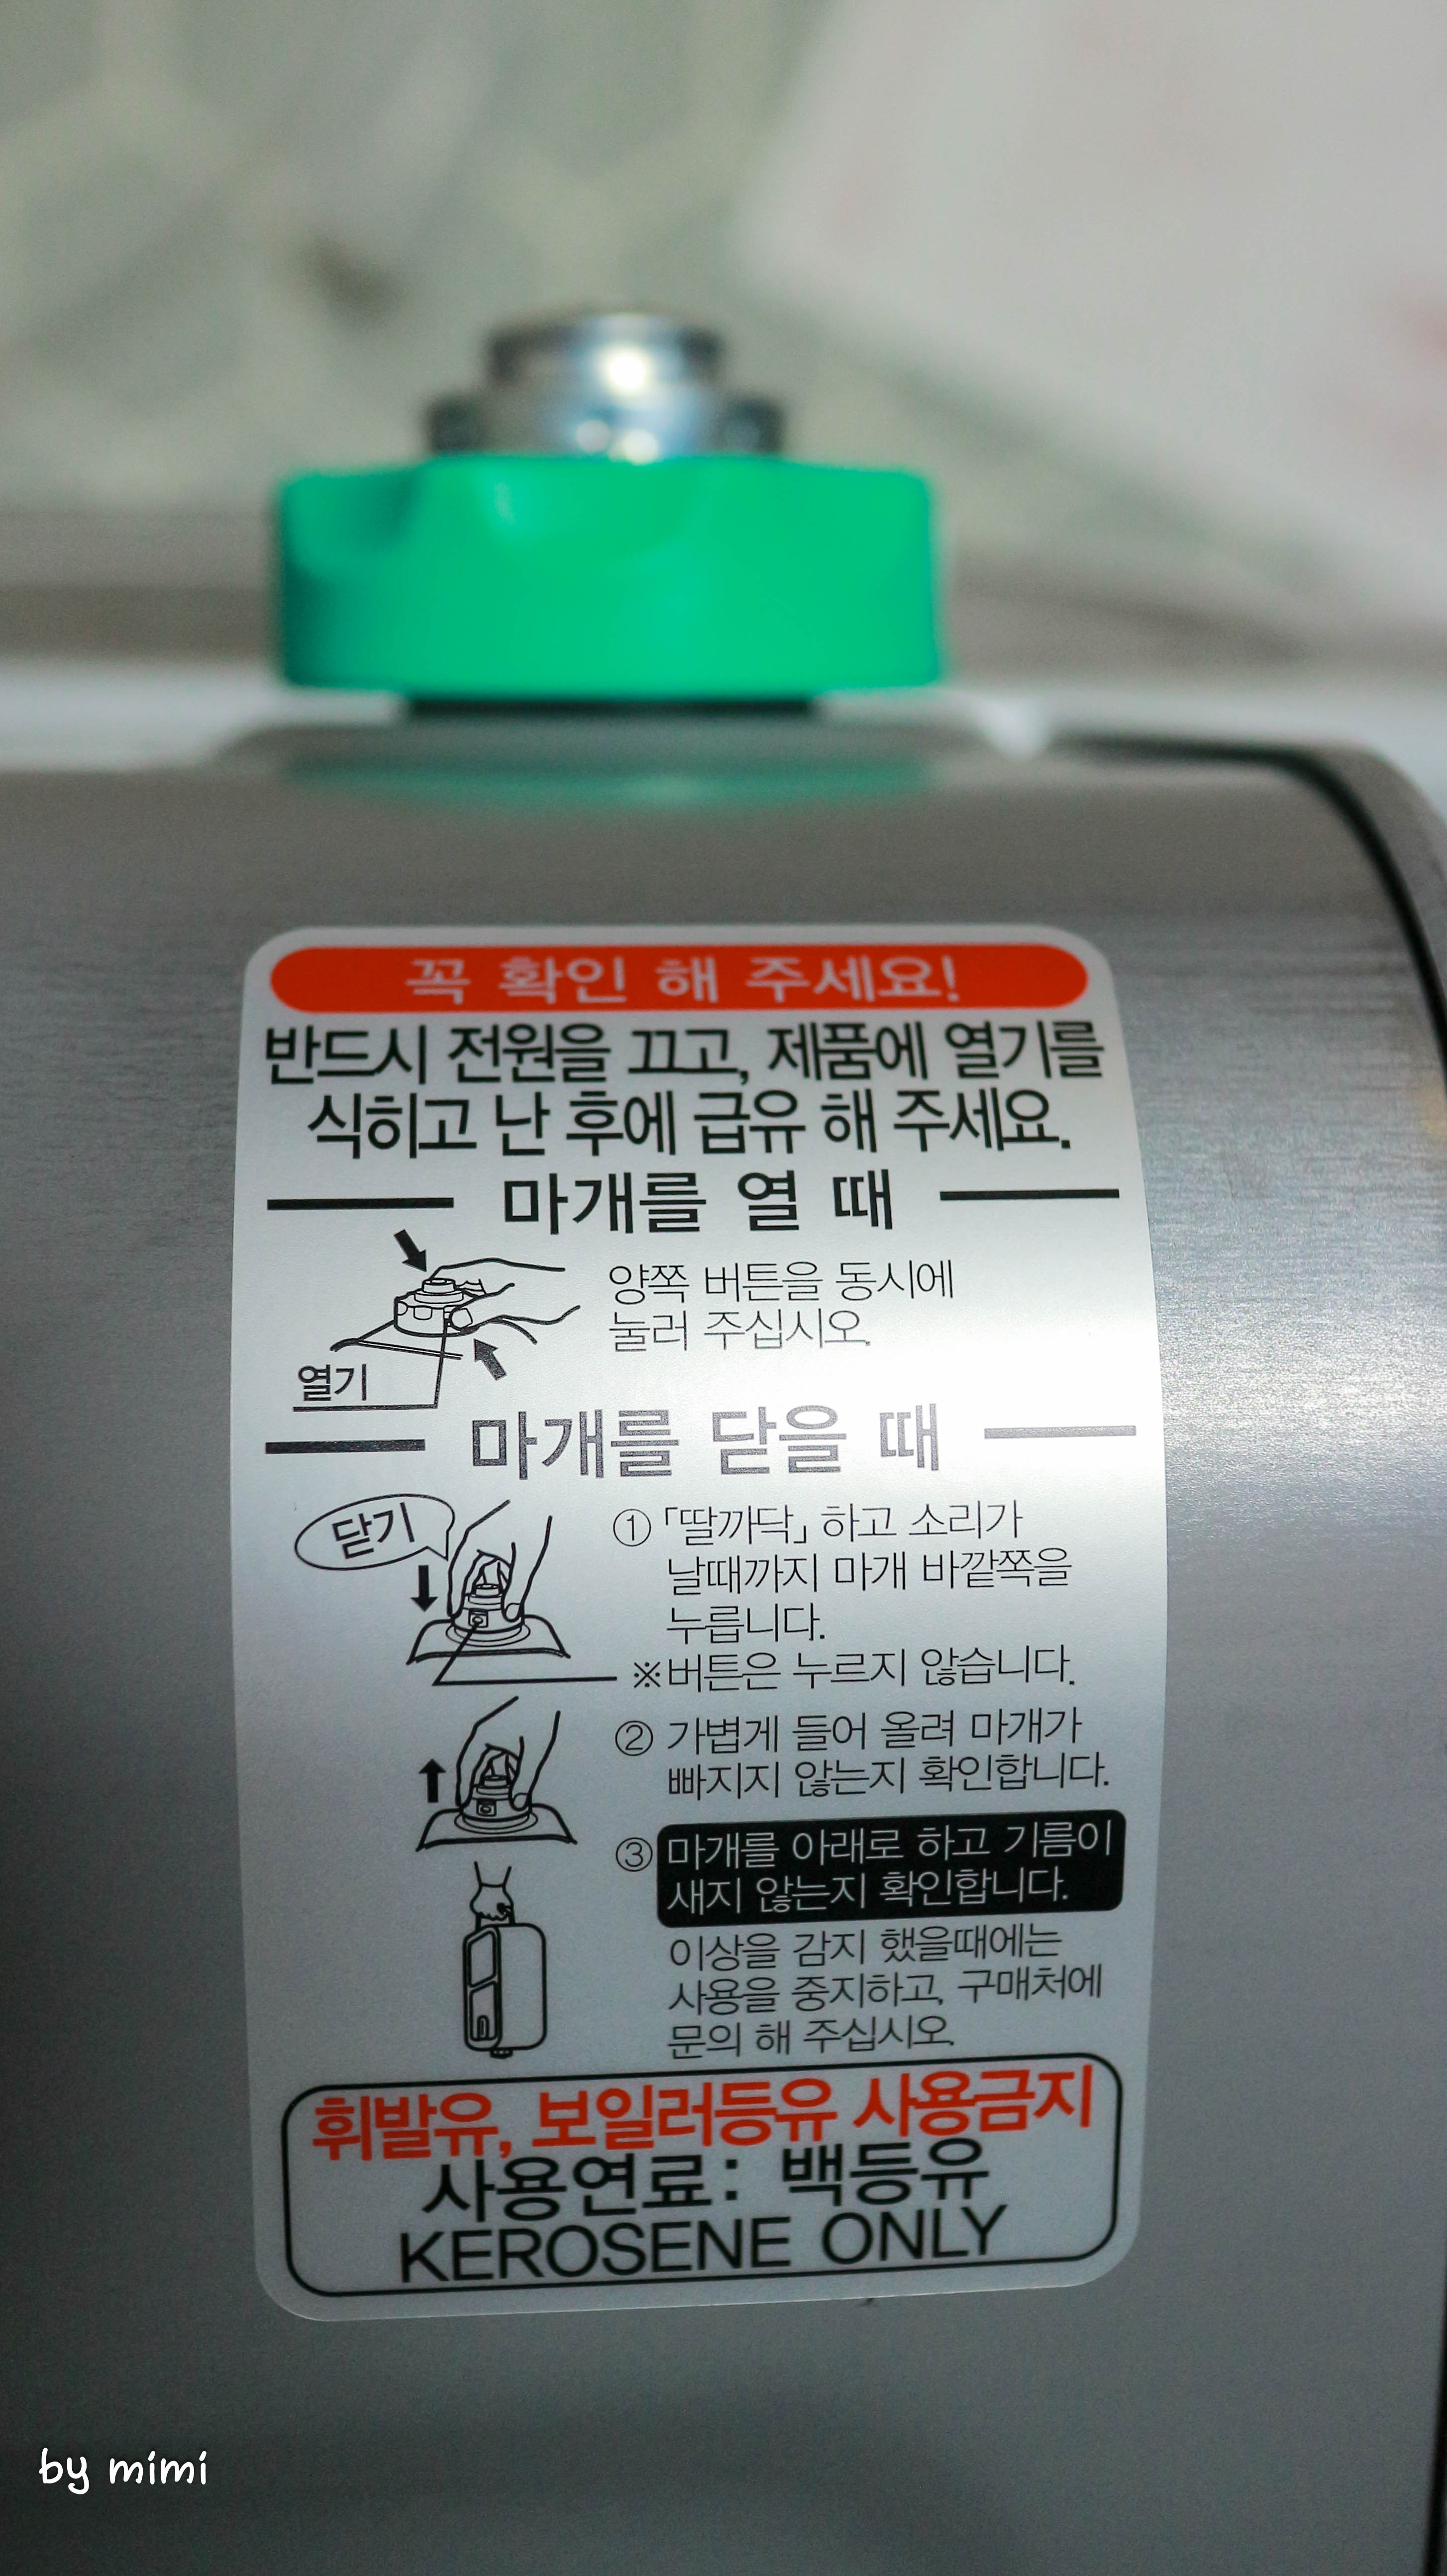 꼭 확인 해 주세요!
반드시 전원을 끄고, 제품에 열기를
식히고 난 후에 급유 해 주세요.
마개를 열 때
양쪽 버튼을 동시에
눌러 주십시오.
열기
마개를 닫을 때
닫기
①「딸까닥」하고 소리가
날때까지 마개 바깥쪽을
누릅니다.
※버튼은 누르지 않습니다.
② 가볍게 들어 올려 마개가
빠지지 않는지 확인합니다.
③ 마개를 아래로 하고 기름이
새지 않는지 확인합니다.
이상을 감지 했을때에는
사용을 중지하고, 구매처에
문의 해 주십시오.
휘발유, 보일러등유 사용금지
사용연료: 백등유
KEROSENE ONLY
by mimi